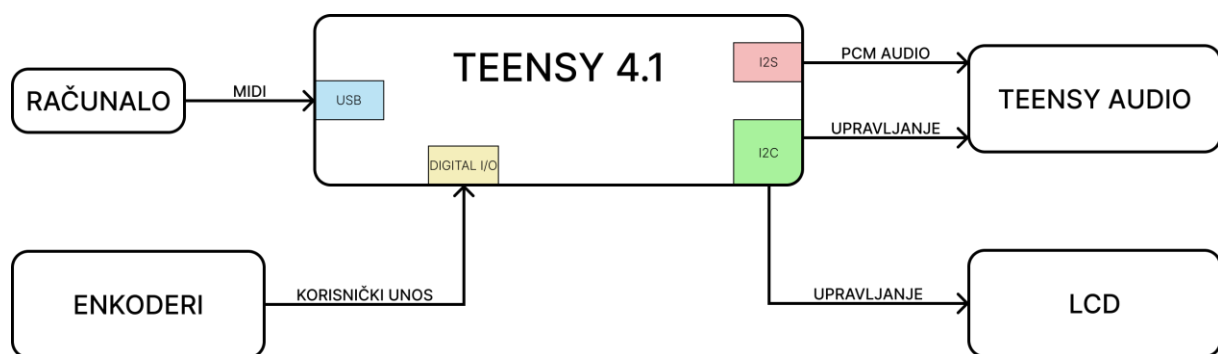 TEENSY 4.1
I2S
PCM AUDIO
TEENSY AUDIO
RAČUNALO
MIDI
USB
UPRAVLJANJE
I2C
DIGITAL I/O
ENKODERI
KORISNIČKI UNOS
UPRAVLJANJE
LCD